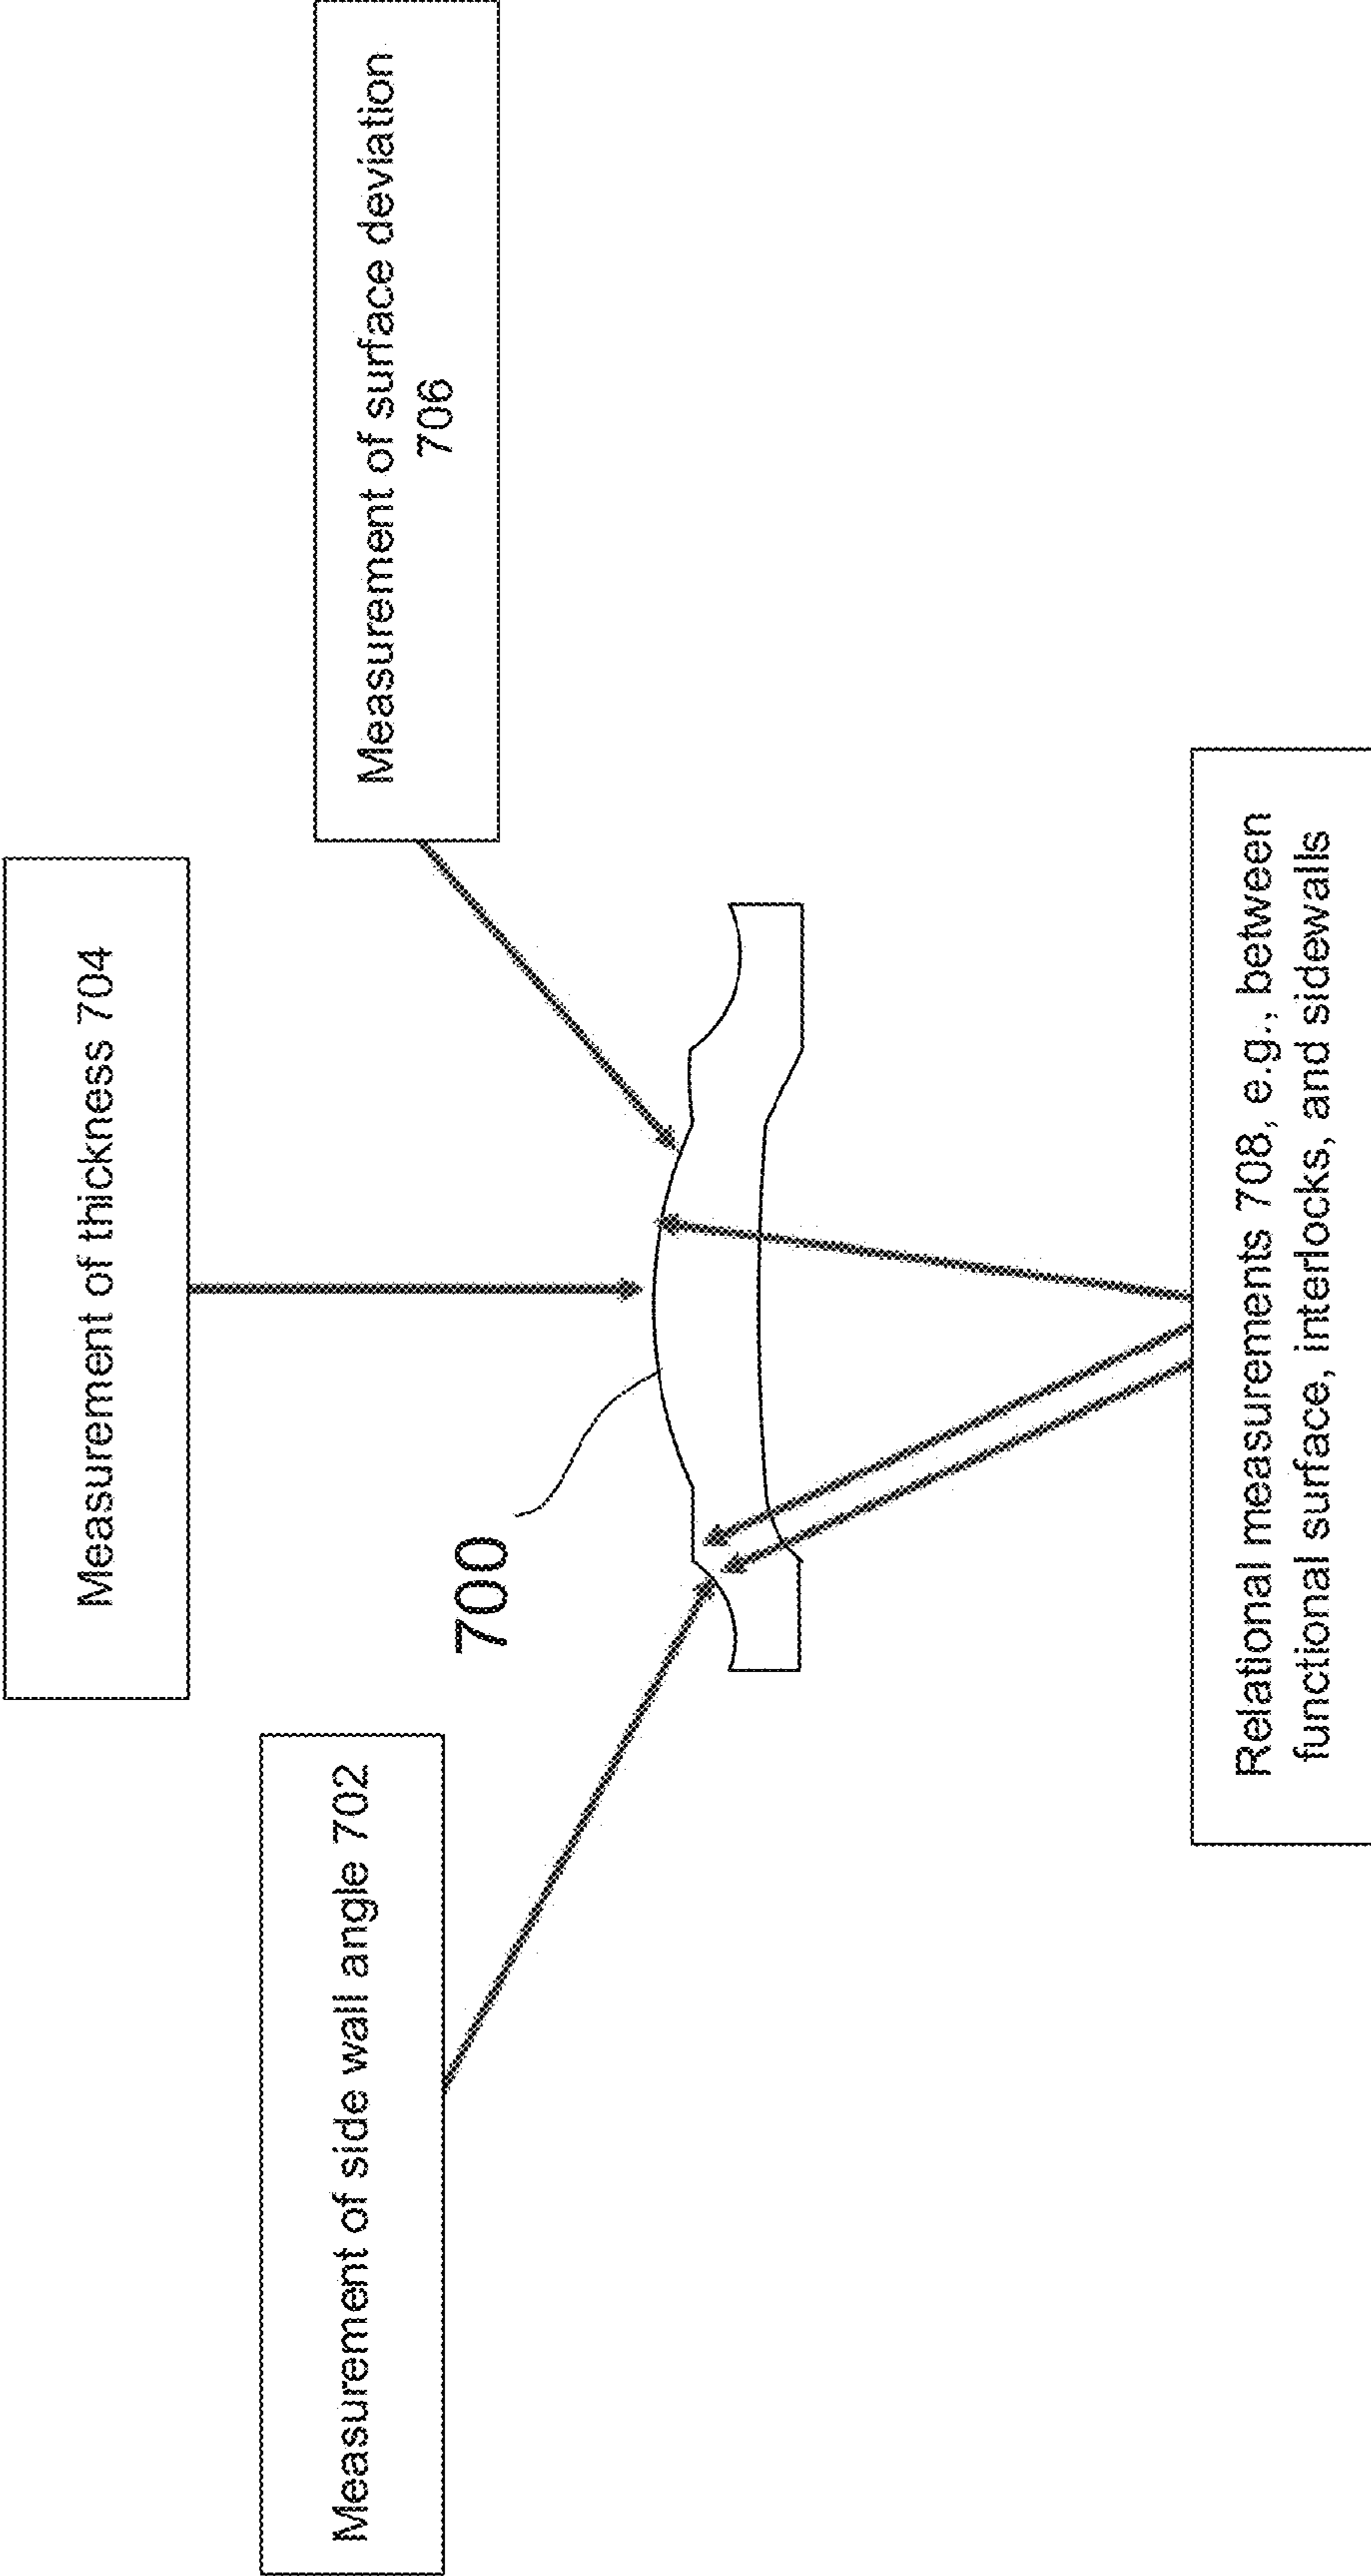 Measurement of thickness 704
Measurement of side wall angle 702
Measurement of surface deviation
706
700
Relational measurements 708, e.g., between
functional surface, interlocks, and sidewalls